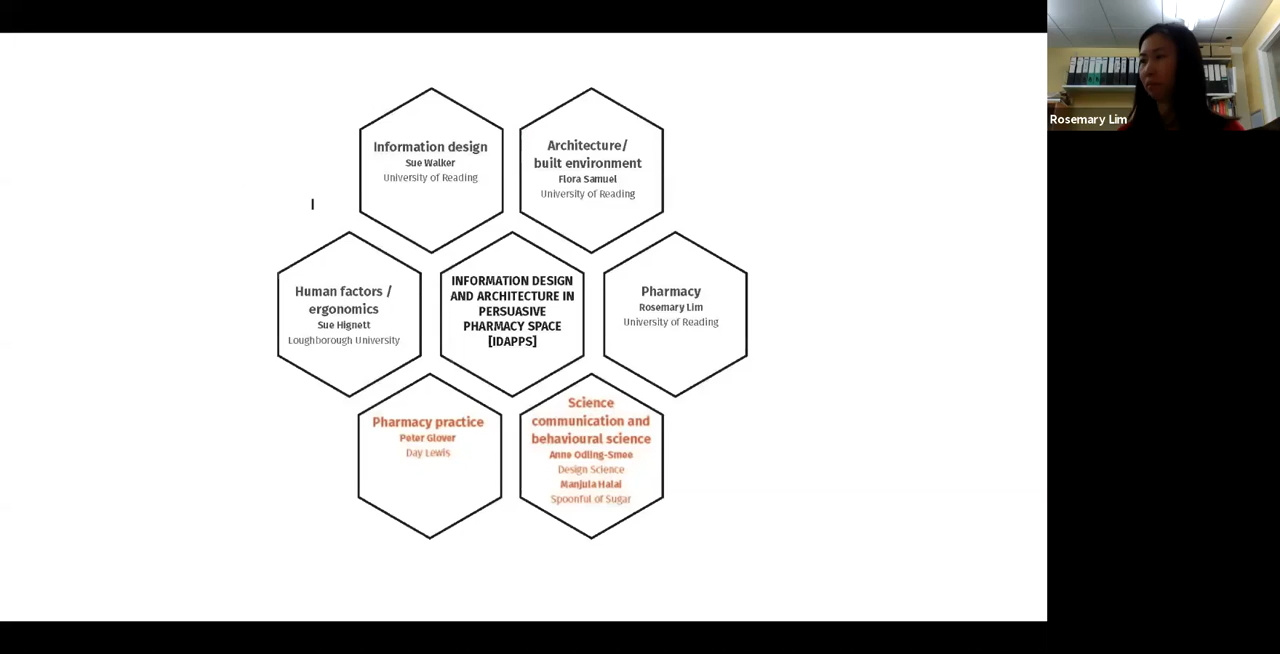 Information design
Sue Walker
University of Reading
Architecture/
built environment
Flora Samuel
University of Reading
Rosemary Lim
Human factors /
ergonomics
Sue Hignett
Loughborough University
INFORMATION DESIGN
AND ARCHITECTURE IN
PERSUASIVE
PHARMACY SPACE
[IDAPPS]
Pharmacy
Rosemary Lim
University of Reading
Pharmacy practice
Peter Glover
Day Lewis
Science
communication and
behavioural science
Anne Odling-Smee
Design Science
Manjula Halai
Spoonful of Sugar